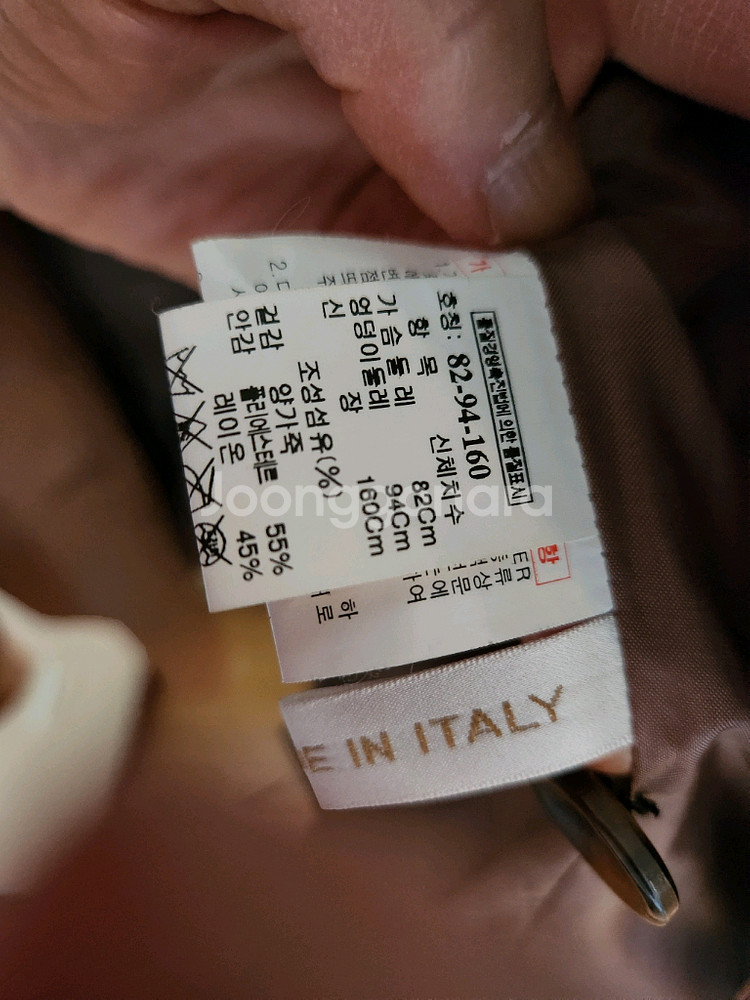 품질경영촉진법에 의한 품질표시
호칭: 82-94-160
항 목 신체치수
가슴둘레 82Cm
엉덩이둘레 94Cm
신 장 160Cm
조성섬유(%)
겉감 양가죽
안감 폴리에스테르 55%
레이온 45%
E IN ITALY
Joonggonara